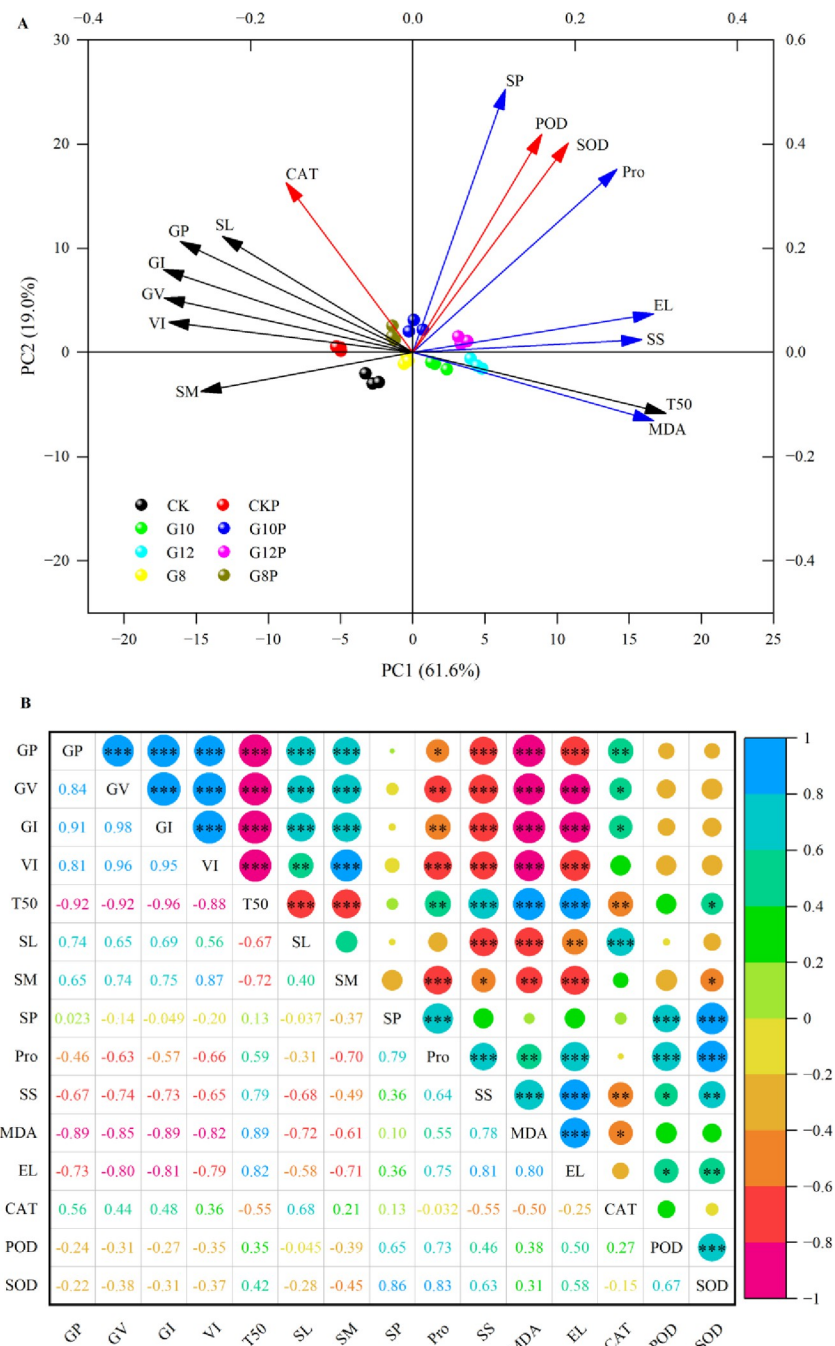 A
−0.4 −0.2 0.0 0.2 0.4
30 0.6
SP
POD
SOD
20 0.4
CAT Pro
SL
GP
10 0.2
GI
GV EL
VI SS
0 0.0
SM T50
MDA
−10 −0.2
CK CKP
G10 G10P
G12 G12P
G8 G8P
−20 −0.4
−20 −15 −10 −5 0 5 10 15 20 25
PC1 (61.6%)
PC2 (19.0%)
B
GP GP *** *** *** *** *** *** * *** *** *** **
GV 0.84 GV *** *** *** *** *** ** *** *** *** *
GI 0.91 0.98 GI *** *** *** *** ** *** *** *** *
VI 0.81 0.96 0.95 VI *** ** *** *** *** *** ***
T50 -0.92 -0.92 -0.96 -0.88 T50 *** *** ** *** *** *** ** *
SL 0.74 0.65 0.69 0.56 -0.67 SL *** *** ** ***
SM 0.65 0.74 0.75 0.87 -0.72 0.40 SM *** * ** *** *
SP 0.023 -0.14 -0.049 -0.20 0.13 -0.037 -0.37 SP *** *** ***
Pro -0.46 -0.63 -0.57 -0.66 0.59 -0.31 -0.70 0.79 Pro *** ** *** *** ***
SS -0.67 -0.74 -0.73 -0.65 0.79 -0.68 -0.49 0.36 0.64 SS *** *** ** * **
MDA -0.89 -0.85 -0.89 -0.82 0.89 -0.72 -0.61 0.10 0.55 0.78 MDA *** *
EL -0.73 -0.80 -0.81 -0.79 0.82 -0.58 -0.71 0.36 0.75 0.81 0.80 EL * **
CAT 0.56 0.44 0.48 0.36 -0.55 0.68 0.21 0.13 -0.032 -0.55 -0.50 -0.25 CAT
POD -0.24 -0.31 -0.27 -0.35 0.35 -0.045 -0.39 0.65 0.73 0.46 0.38 0.50 0.27 POD ***
SOD -0.22 -0.38 -0.31 -0.37 0.42 -0.28 -0.45 0.86 0.83 0.63 0.31 0.58 -0.15 0.67 SOD
GP GV GI VI T50 SL SM SP Pro SS MDA EL CAT POD SOD
1
0.8
0.6
0.4
0.2
0
−0.2
−0.4
−0.6
−0.8
−1